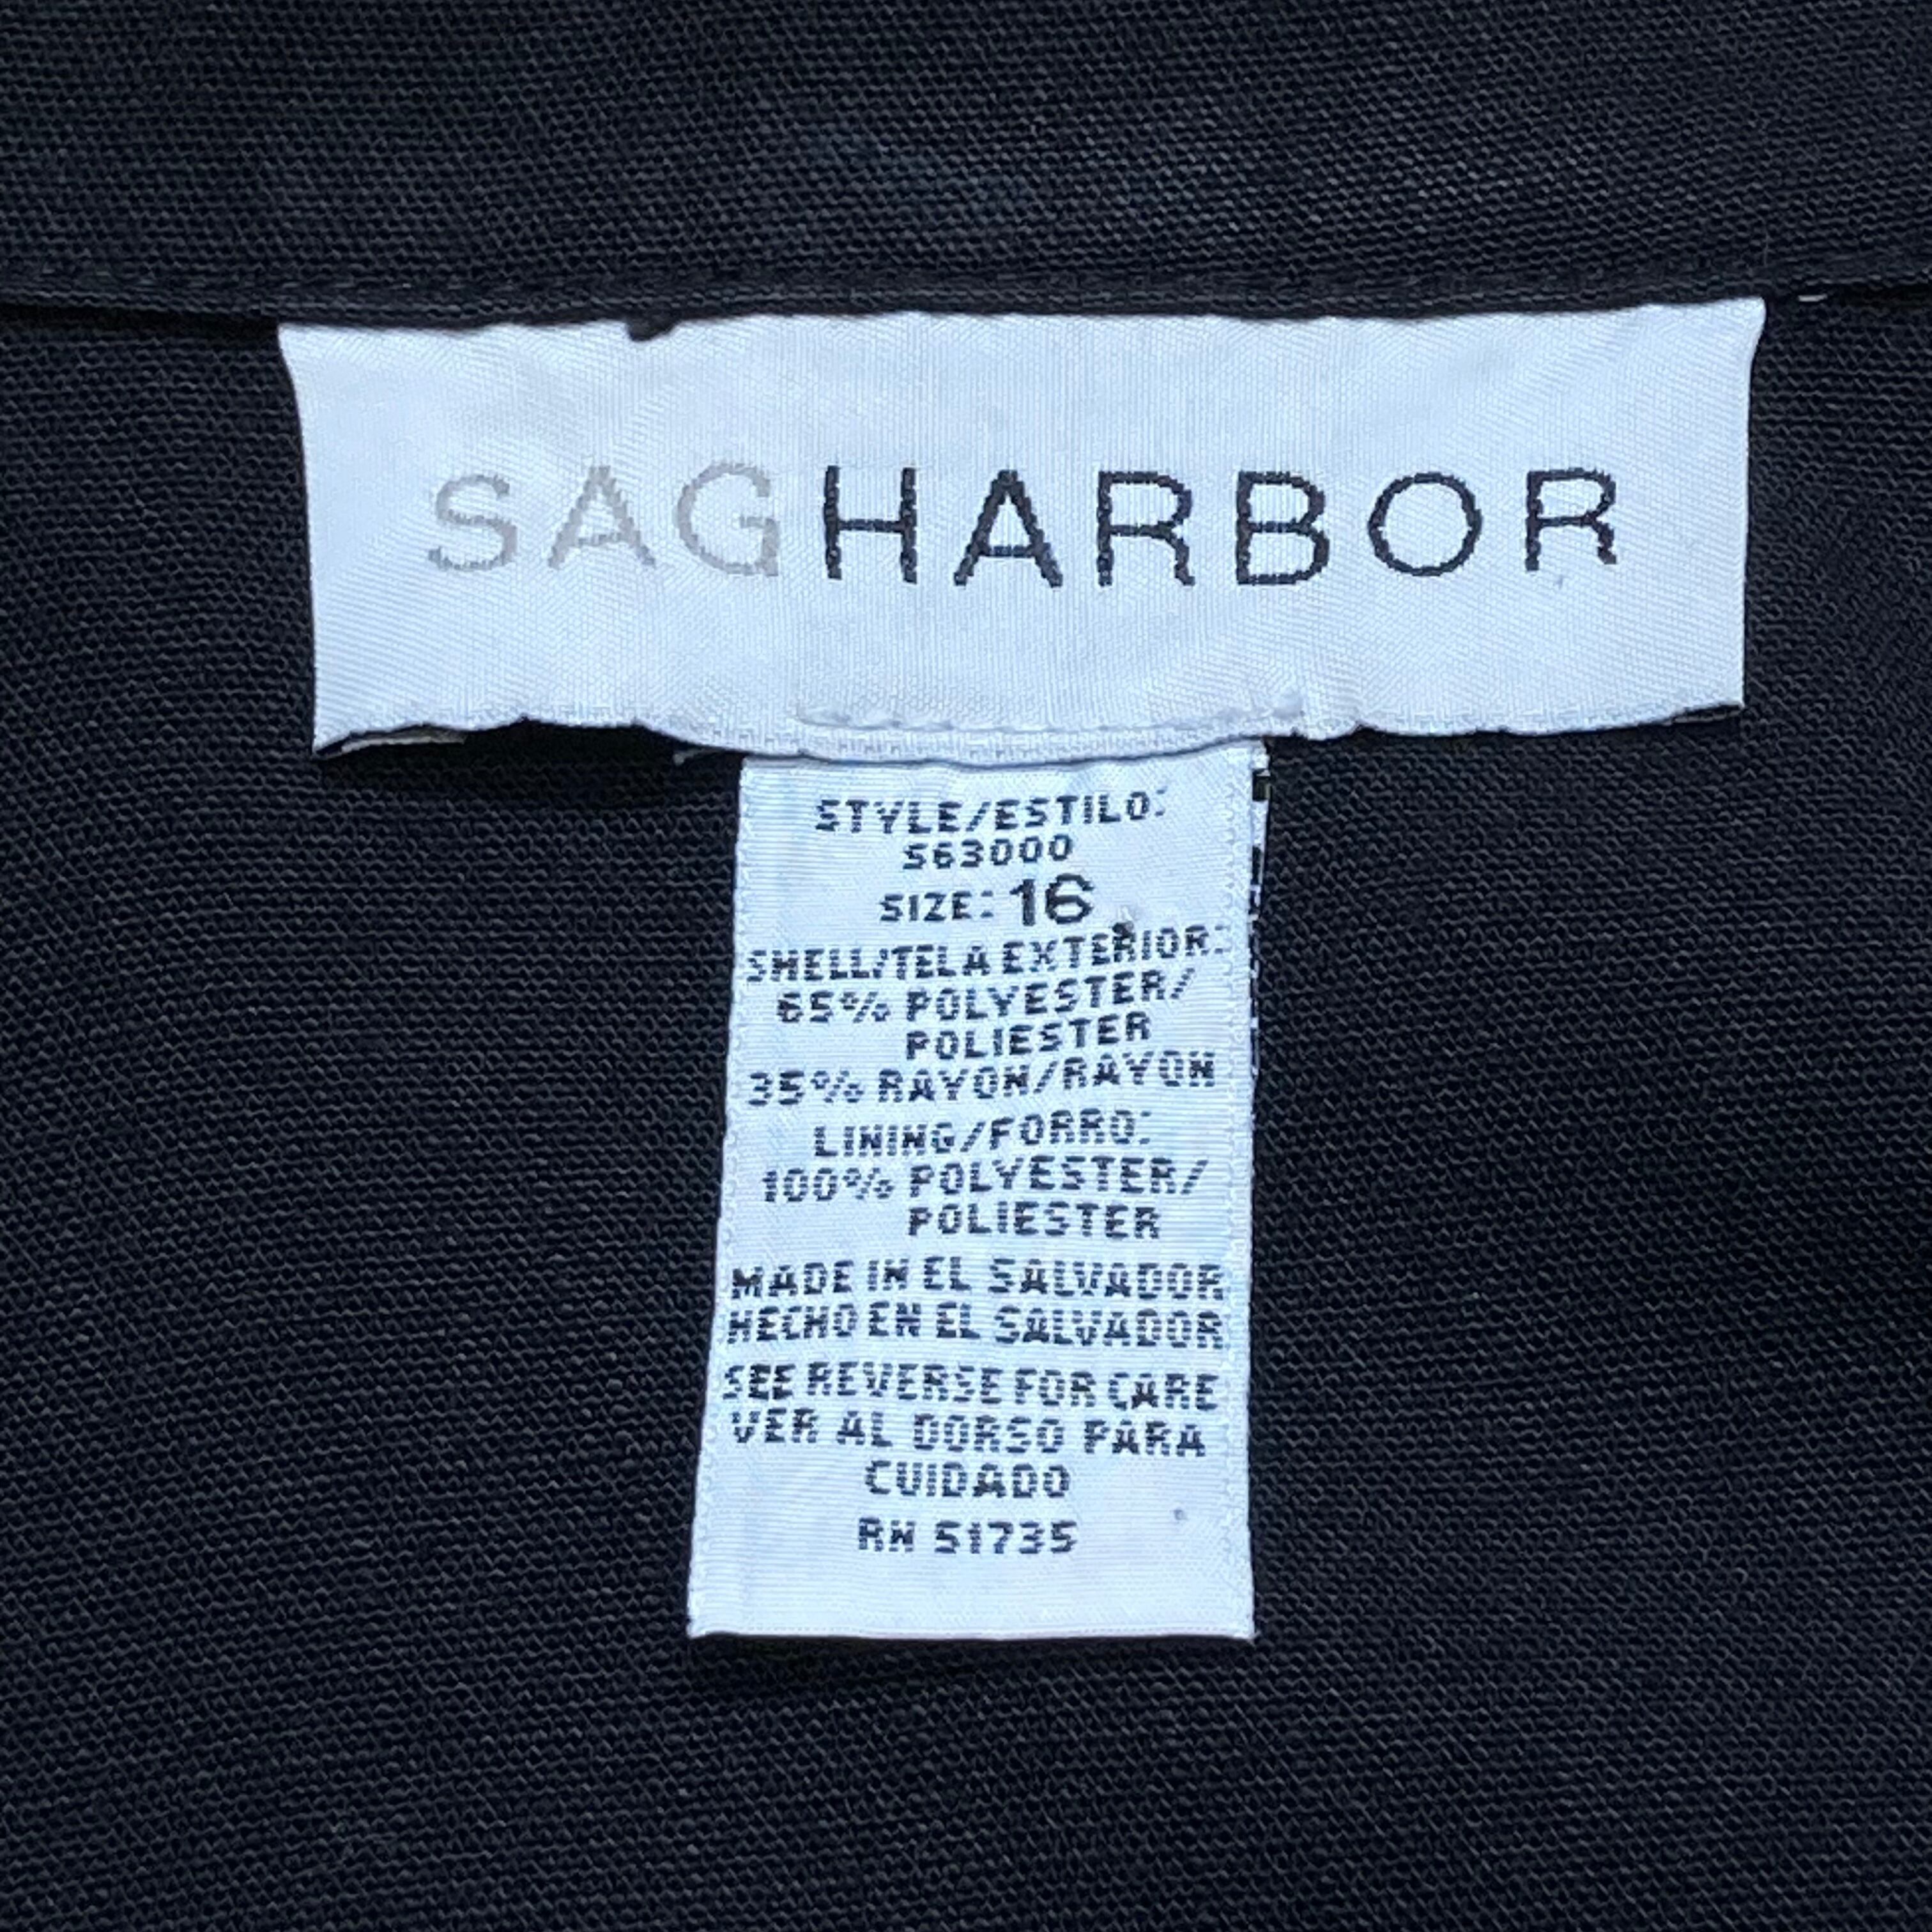 SAGHARBOR
STYLE/ESTILO:
S63000
SIZE: 16
SHELL/TELA EXTERIOR:
65% POLYESTER/
POLIESTER
35% RAYON/RAYON
LINING/FORRO:
100% POLYESTER/
POLIESTER
MADE IN EL SALVADOR
HECHO EN EL SALVADOR
SEE REVERSE FOR CARE
VER AL DORSO PARA
CUIDADO
RN 51735